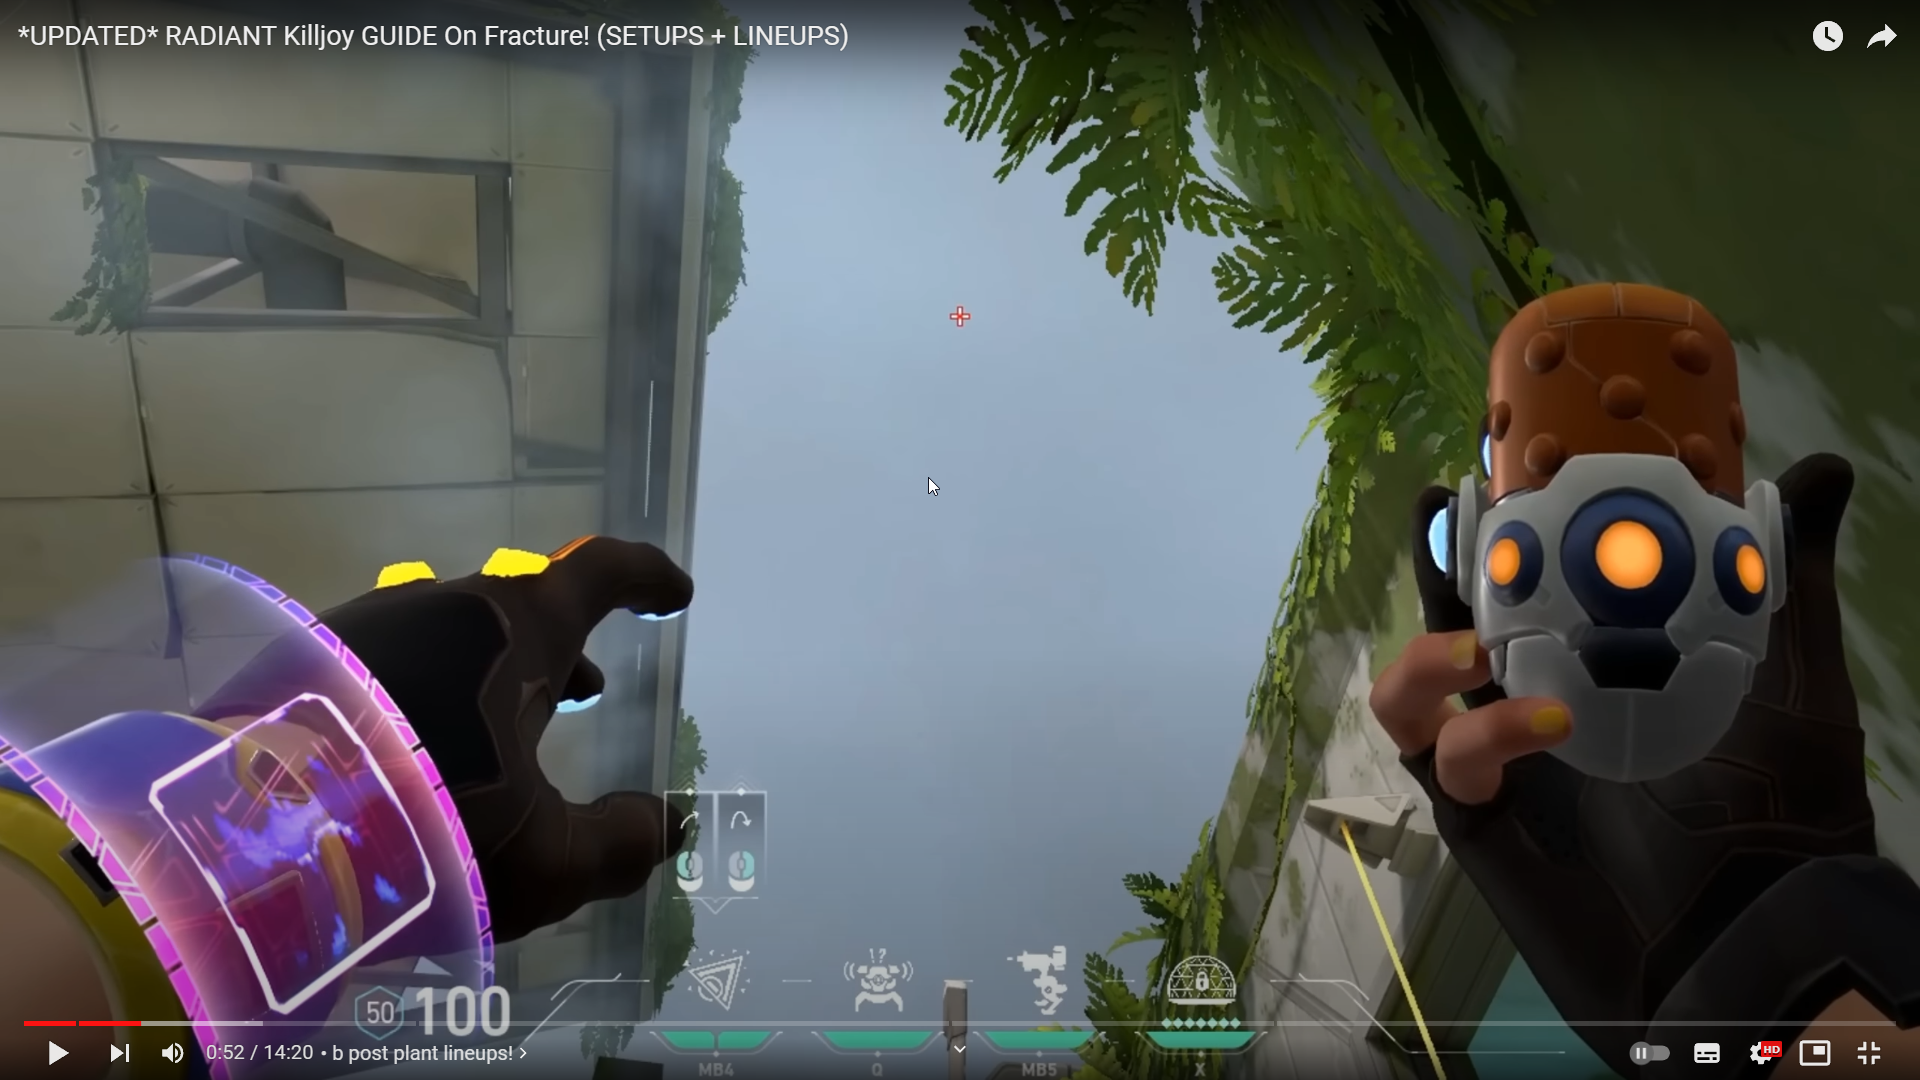 *UPDATED* RADIANT Killjoy GUIDE On Fracture! (SETUPS + LINEUPS)
!?
50 100
0:52 / 14:20 • b post plant lineups! >
HD
MB4 Q MB5 X